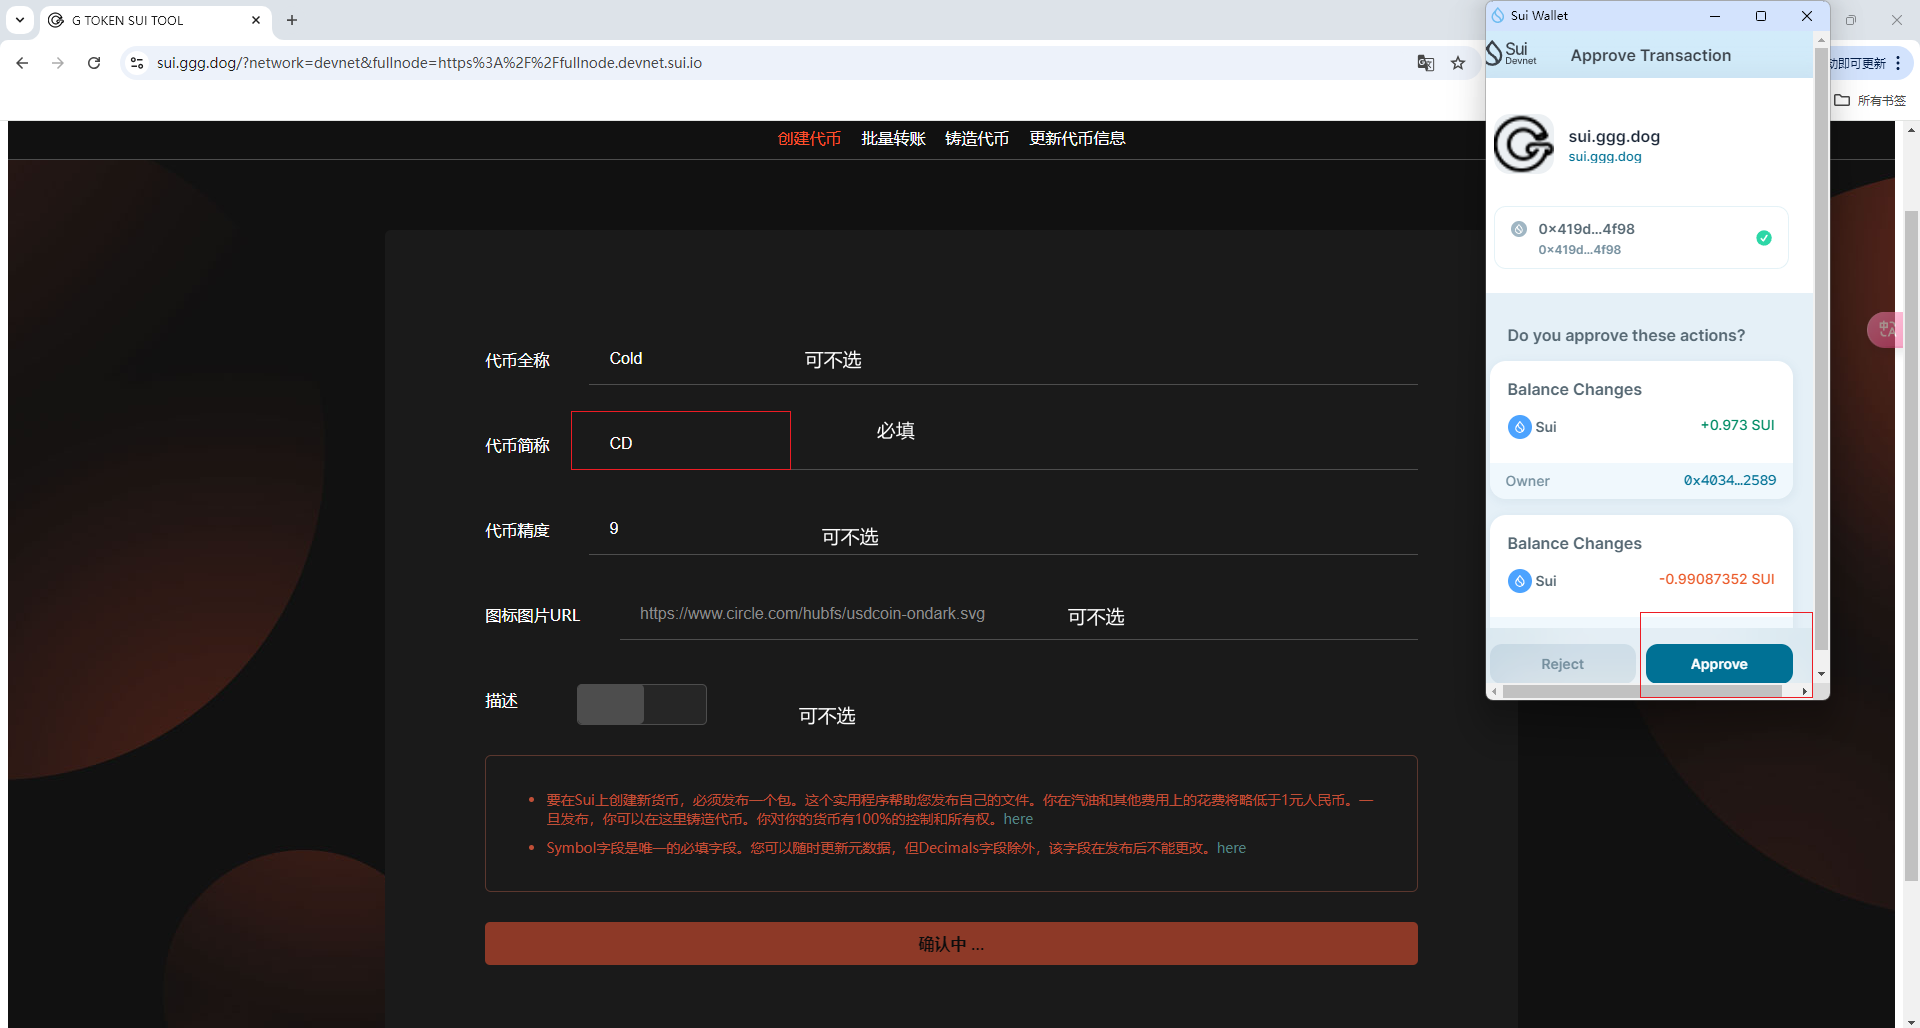 G TOKEN SUI TOOL
sui.ggg.dog/?network=devnet&fullnode=https%3A%2F%2Ffullnode.devnet.sui.io
动即可更新
所有书签
创建代币 批量转账 铸造代币 更新代币信息
代币全称 Cold 可不选
代币简称 CD 必填
代币精度 9 可不选
图标图片URL https://www.circle.com/hubfs/usdcoin-ondark.svg 可不选
描述 可不选
要在Sui上创建新货币，必须发布一个包。这个实用程序帮助您发布自己的文件。你在汽油和其他费用上的花费将略低于1元人民币。一
旦发布，你可以在这里铸造代币。你对你的货币有100%的控制和所有权。here
Symbol字段是唯一的必填字段。您可以随时更新元数据，但Decimals字段除外，该字段在发布后不能更改。here
确认中 ...
Sui Wallet
Sui
Devnet
Approve Transaction
sui.ggg.dog
sui.ggg.dog
0×419d...4f98
0×419d...4f98
Do you approve these actions?
Balance Changes
Sui +0.973 SUI
Owner 0x4034…2589
Balance Changes
Sui -0.99087352 SUI
Reject Approve
中A